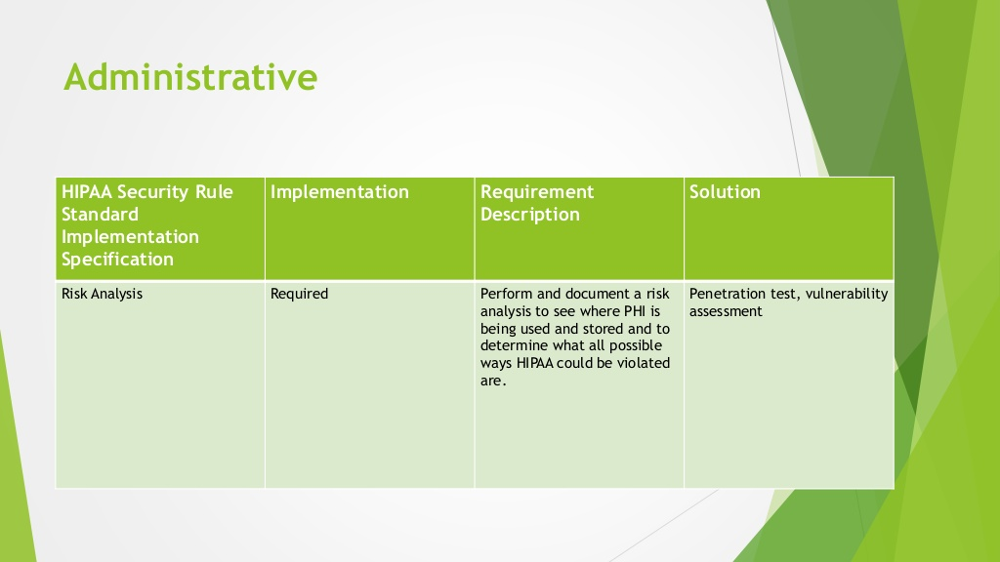 Administrative
HIPAA Security Rule
Standard
Implementation
Specification
Implementation
Requirement
Description
Solution
Risk Analysis
Required
Perform and document a risk
analysis to see where PHI is
being used and stored and to
determine what all possible
ways HIPAA could be violated
are.
Penetration test, vulnerability
assessment